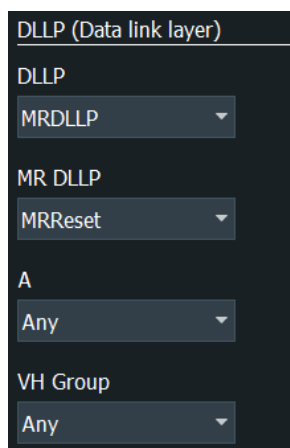 DLLP (Data link layer)
DLLP
MRDLLP
MR DLLP
MRReset
A
Any
VH Group
Any